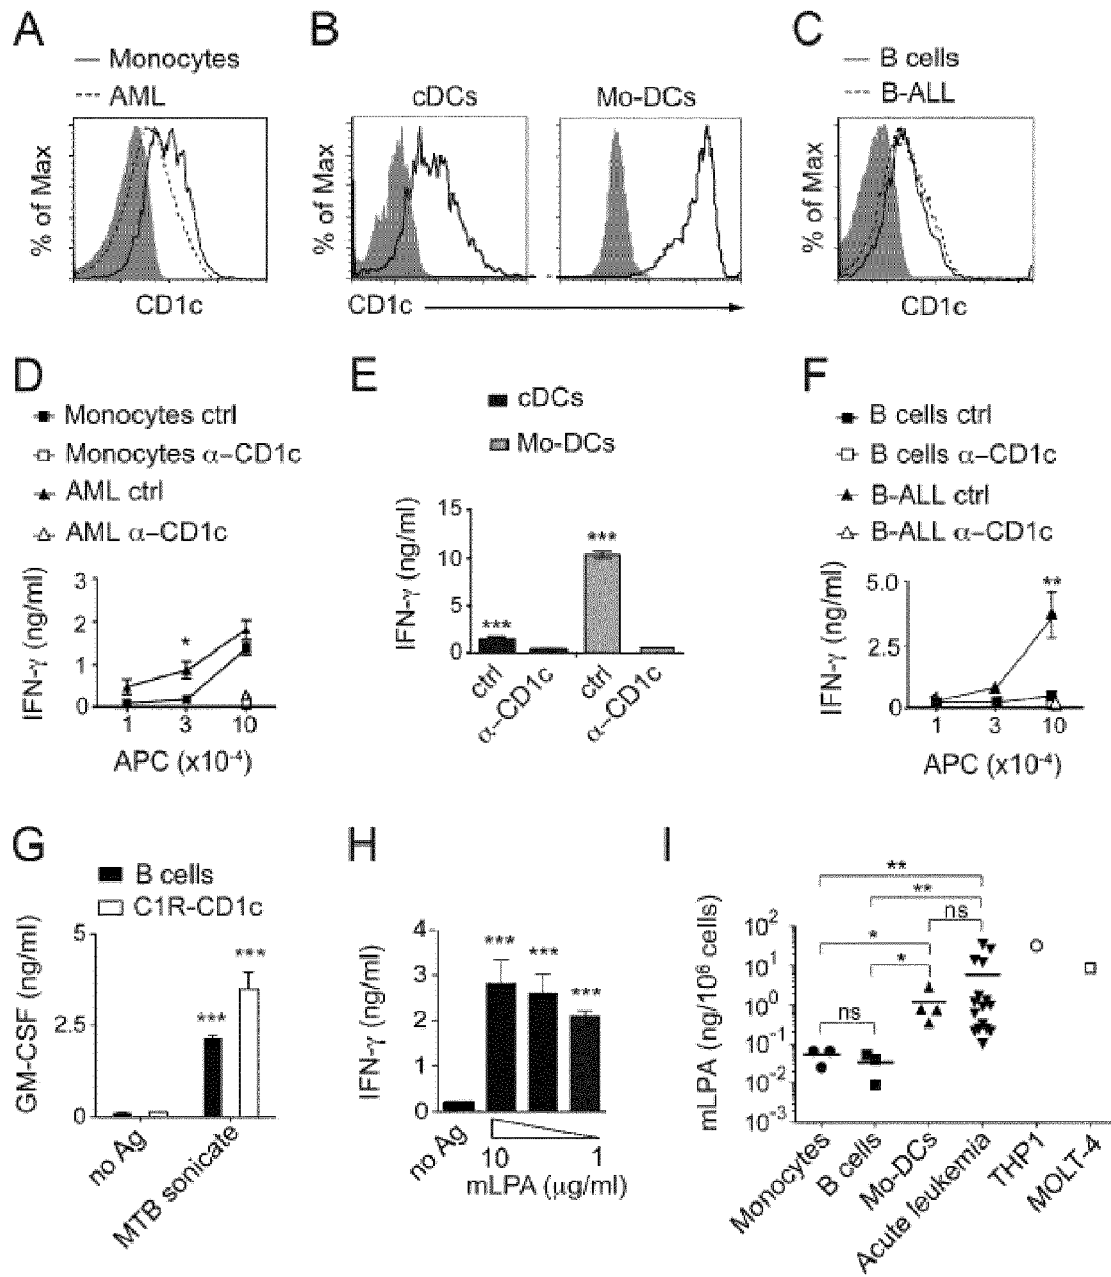 A
Monocytes
AML
% of Max
CD1c
B
cDCs
Mo-DCs
% of Max
CD1c
C
B cells
B-ALL
% of Max
CD1c
D
Monocytes ctrl
Monocytes α–CD1c
AML ctrl
AML α–CD1c
IFN-γ (ng/ml)
3
2
1
0
*
1 3 10
APC (x10⁻⁴)
E
cDCs
Mo-DCs
IFN-γ (ng/ml)
15
10
5
0
***
***
ctrl
α–CD1c
ctrl
α–CD1c
F
B cells ctrl
B cells α–CD1c
B-ALL ctrl
B-ALL α–CD1c
IFN-γ (ng/ml)
5.0
2.5
0
**
1 3 10
APC (x10⁻⁴)
G
B cells
C1R-CD1c
GM-CSF (ng/ml)
5
2.5
0
***
***
no Ag
MTB sonicate
H
IFN-γ (ng/ml)
4
3
2
1
0
***
***
***
no Ag
10 1
mLPA (μg/ml)
I
mLPA (ng/10⁶ cells)
10²
10¹
10⁰
10⁻¹
10⁻²
10⁻³
**
**
ns
*
*
ns
Monocytes
B cells
Mo-DCs
Acute leukemia
THP1
MOLT-4